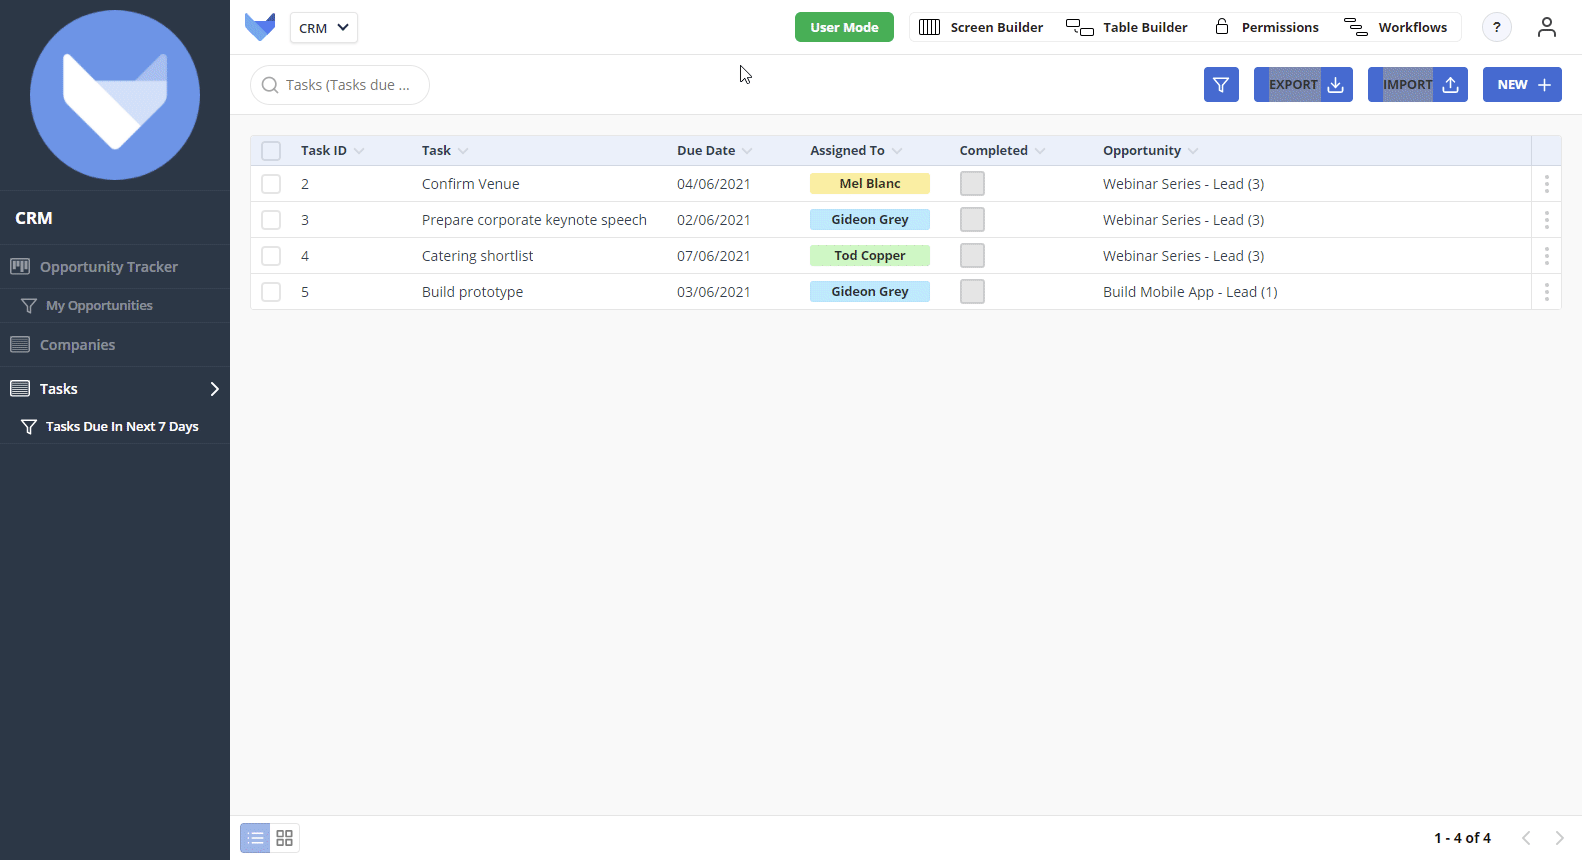 CRM
User Mode
Screen Builder
Table Builder
Permissions
Workflows
?
Tasks (Tasks due ...
EXPORT
IMPORT
NEW
CRM
Opportunity Tracker
My Opportunities
Companies
Tasks
Tasks Due In Next 7 Days
Task ID Task Due Date Assigned To Completed Opportunity
2 Confirm Venue 04/06/2021 Mel Blanc Webinar Series - Lead (3)
3 Prepare corporate keynote speech 02/06/2021 Gideon Grey Webinar Series - Lead (3)
4 Catering shortlist 07/06/2021 Tod Copper Webinar Series - Lead (3)
5 Build prototype 03/06/2021 Gideon Grey Build Mobile App - Lead (1)
1 - 4 of 4